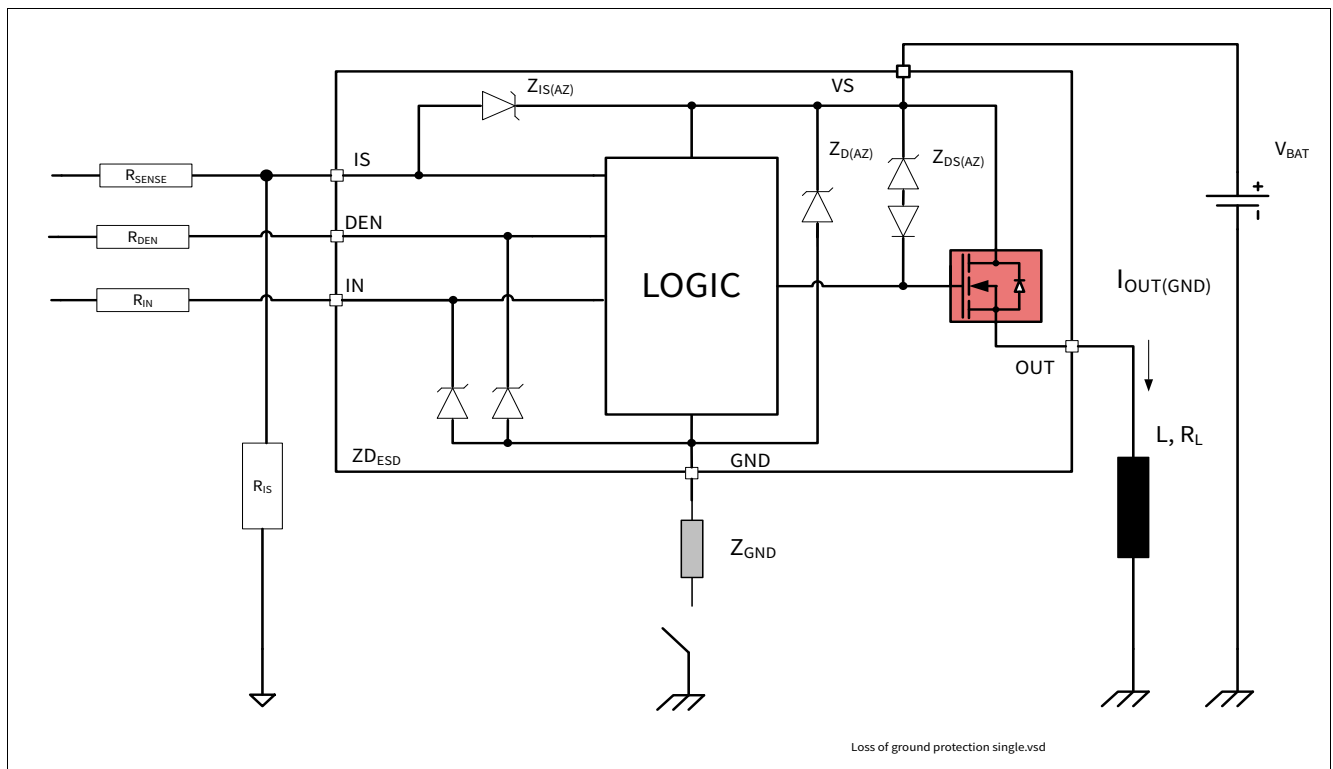 Z_IS(AZ)
VS
Z_D(AZ)
Z_DS(AZ)
V_BAT
IS
R_SENSE
DEN
R_DEN
LOGIC
IN
R_IN
I_OUT(GND)
OUT
L, R_L
ZD_ESD
GND
R_IS
Z_GND
Loss of ground protection single.vsd